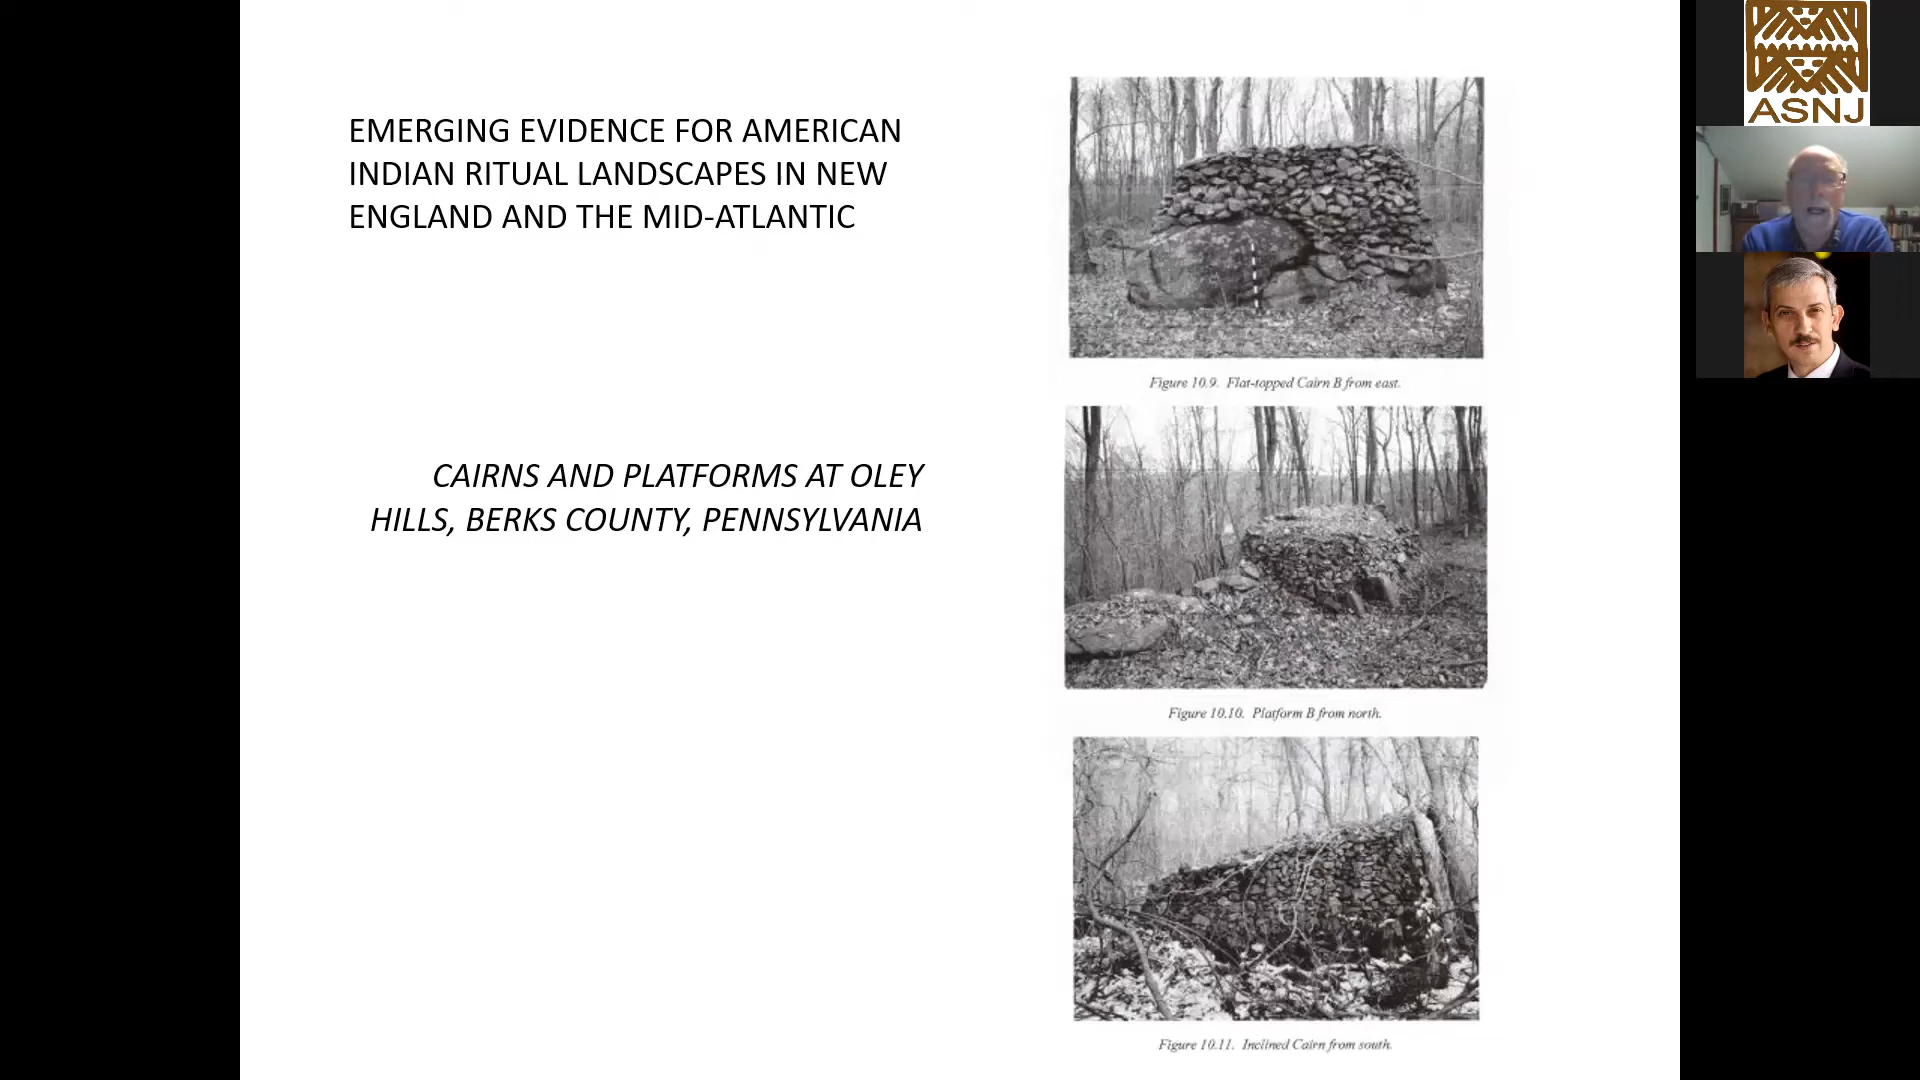 EMERGING EVIDENCE FOR AMERICAN
INDIAN RITUAL LANDSCAPES IN NEW
ENGLAND AND THE MID-ATLANTIC
CAIRNS AND PLATFORMS AT OLEY
HILLS, BERKS COUNTY, PENNSYLVANIA
Figure 10.9. Flat-topped Cairn B from east.
Figure 10.10. Platform B from north.
Figure 10.11. Inclined Cairn from south.
ASNJ